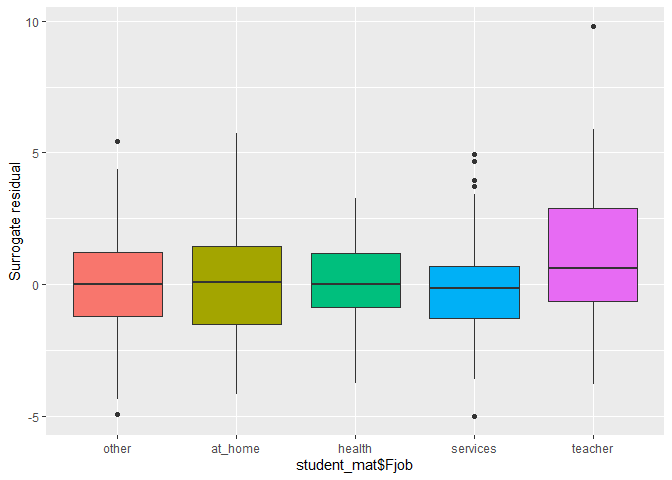 10
5
0
-5
Surrogate residual
other at_home health services teacher
student_mat$Fjob